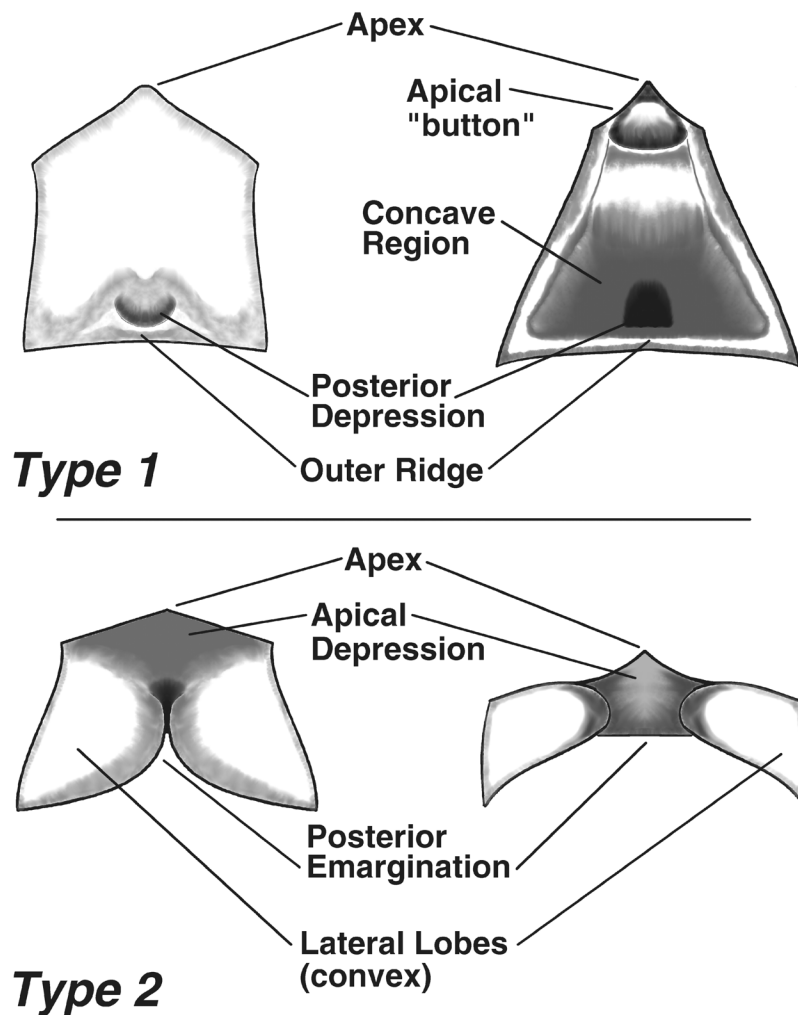 Apex
Apical
"button"
Concave
Region
Posterior
Depression
Type 1
Outer Ridge
Apex
Apical
Depression
Posterior
Emargination
Lateral Lobes
(convex)
Type 2